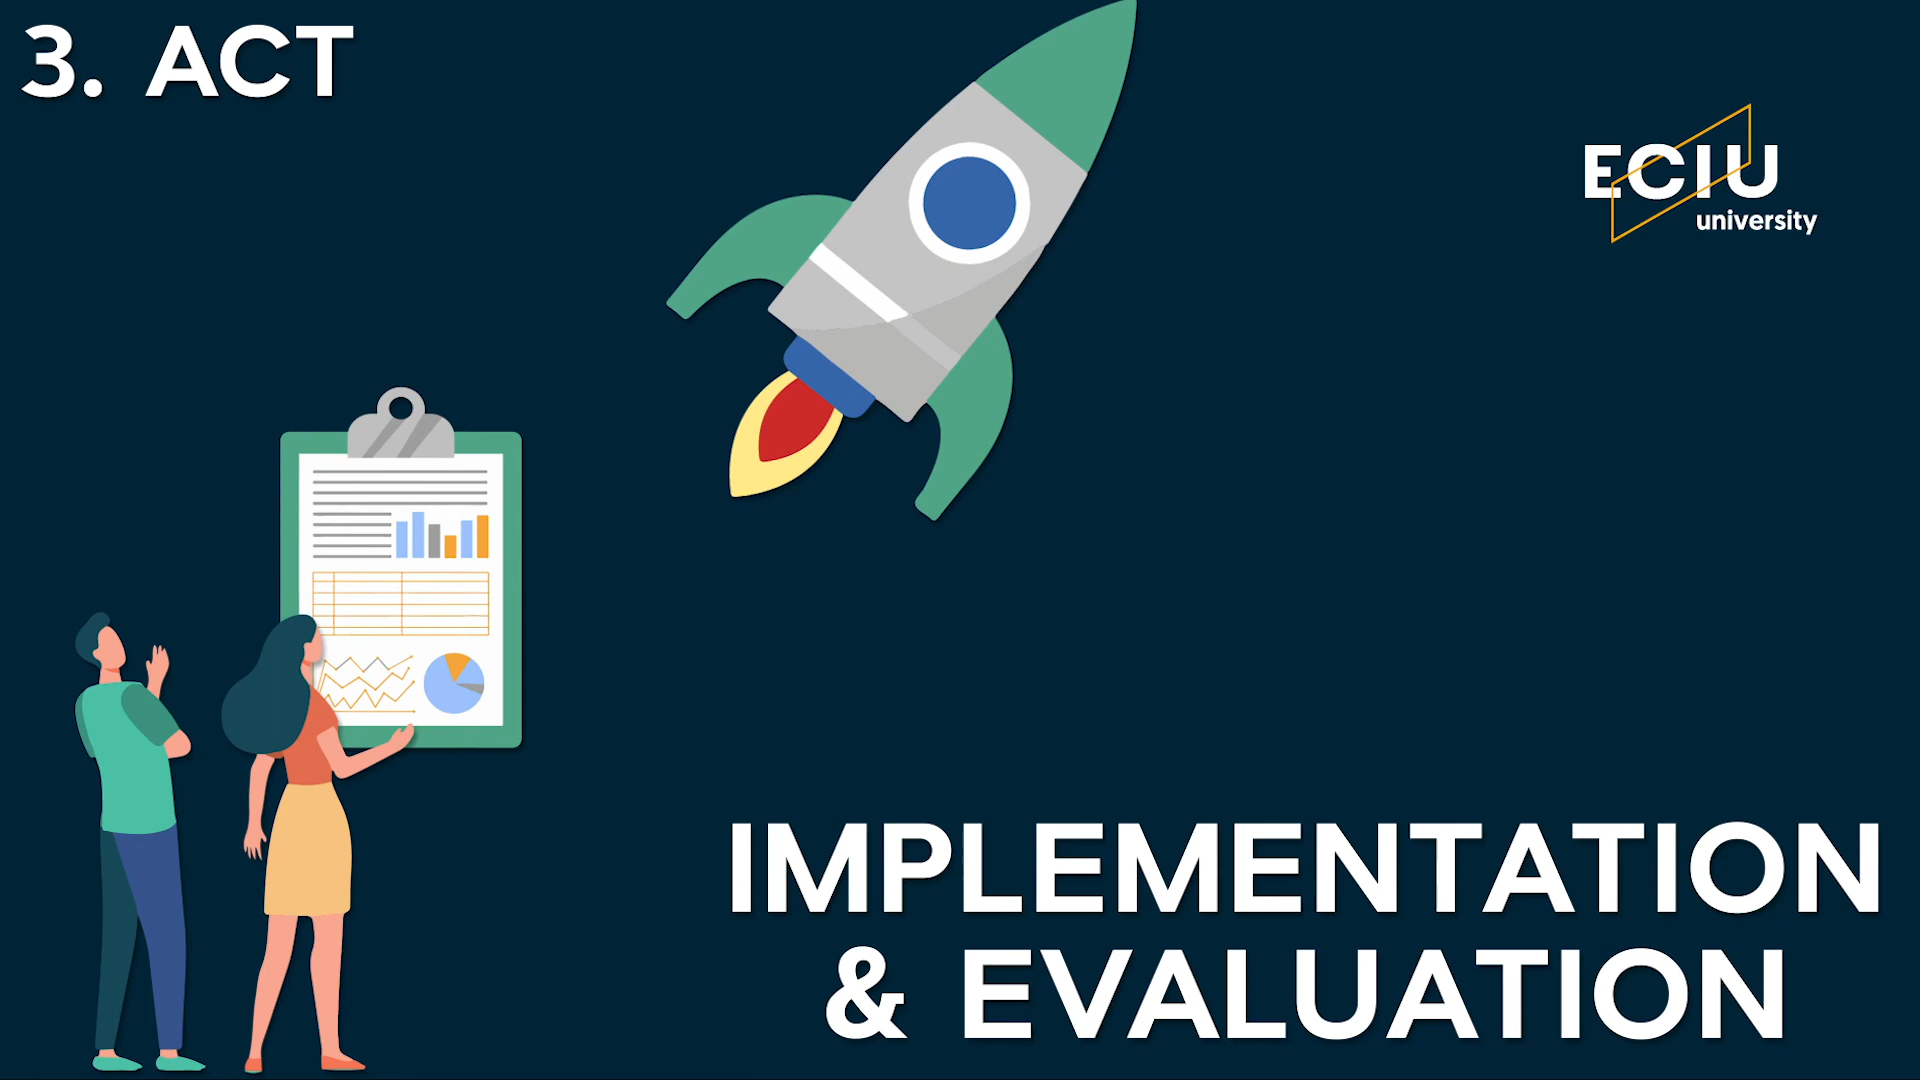 3. ACT
ECIU
university
IMPLEMENTATION
& EVALUATION